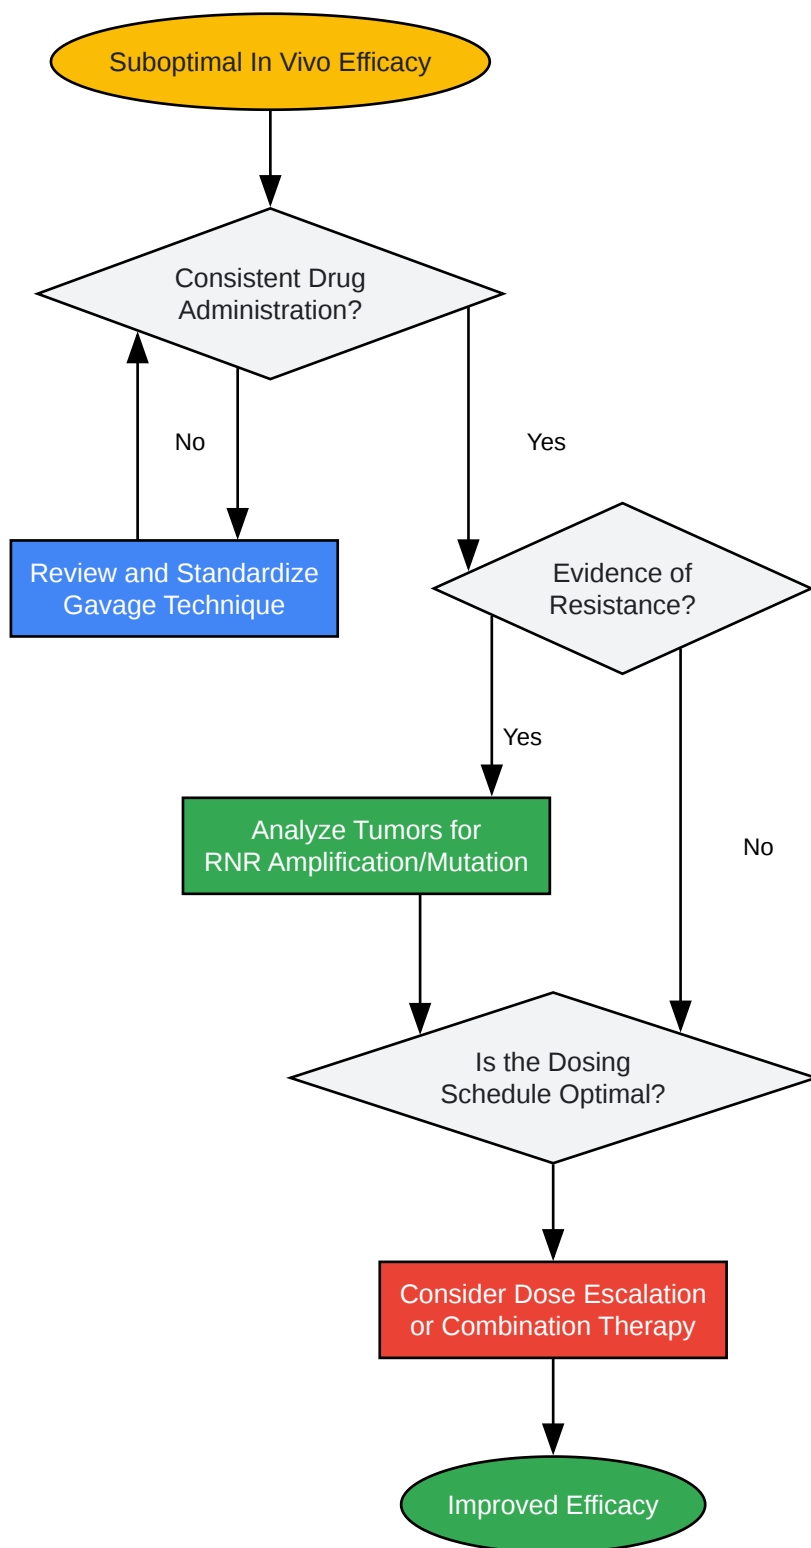 Suboptimal In Vivo Efficacy
Consistent Drug
Administration?
No
Yes
Review and Standardize
Gavage Technique
Evidence of
Resistance?
Yes
Analyze Tumors for
RNR Amplification/Mutation
No
Is the Dosing
Schedule Optimal?
Consider Dose Escalation
or Combination Therapy
Improved Efficacy